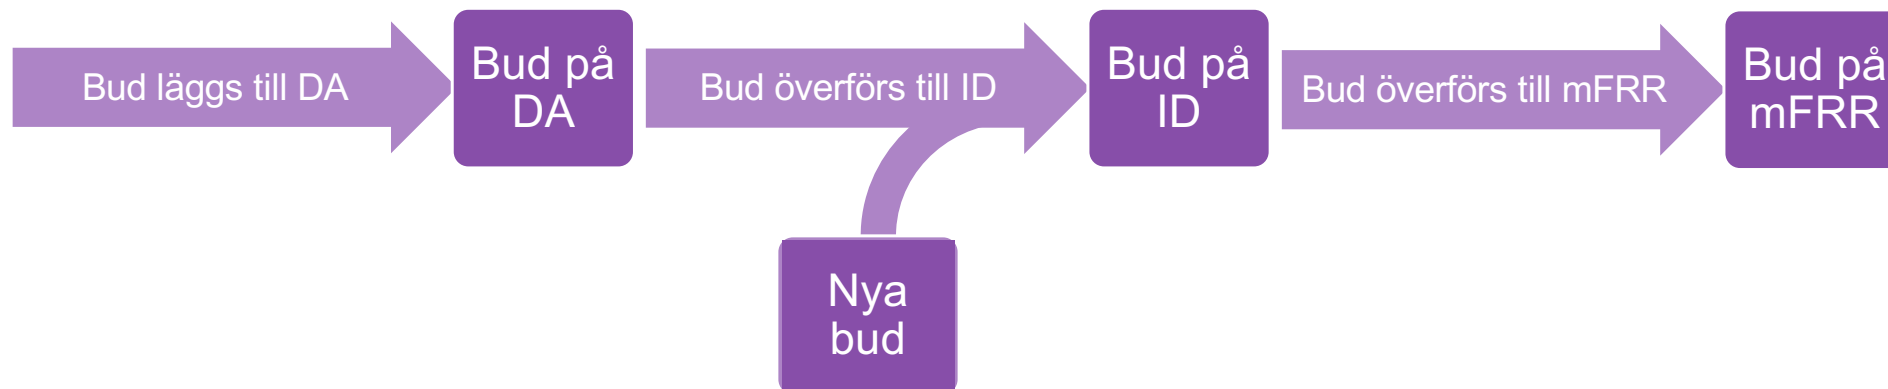 Bud läggs till DA
Bud på
DA
Bud överförs till ID
Bud på
ID
Bud överförs till mFRR
Bud på
mFRR
Nya
bud